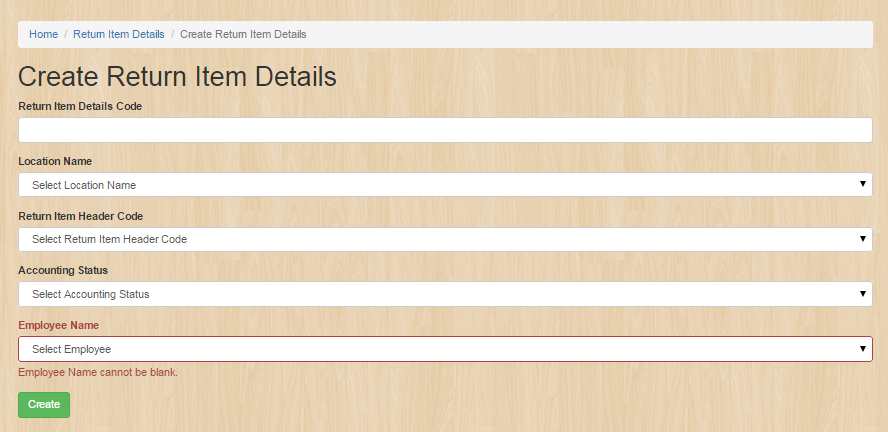 Home / Return Item Details / Create Return Item Details
Create Return Item Details
Return Item Details Code
Location Name
Select Location Name
Return Item Header Code
Select Return Item Header Code
Accounting Status
Select Accounting Status
Employee Name
Select Employee
Employee Name cannot be blank.
Create